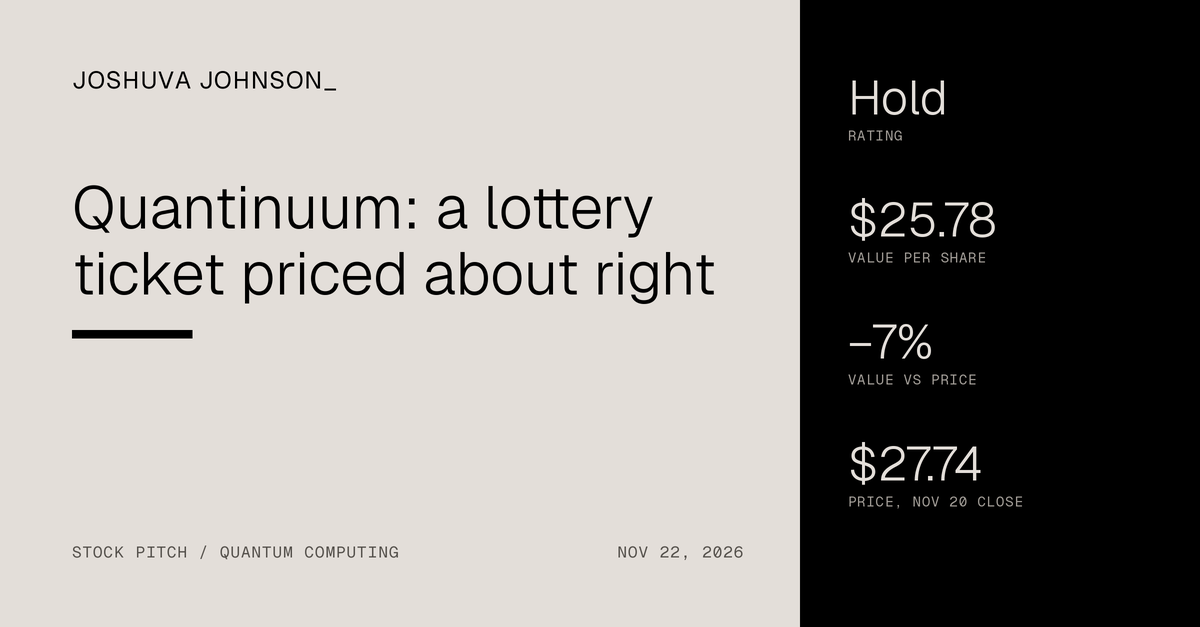 JOSHUVA JOHNSON_
Quantinuum: a lottery
ticket priced about right
STOCK PITCH / QUANTUM COMPUTING
NOV 22, 2026
Hold
RATING
$25.78
VALUE PER SHARE
–7%
VALUE VS PRICE
$27.74
PRICE, NOV 20 CLOSE